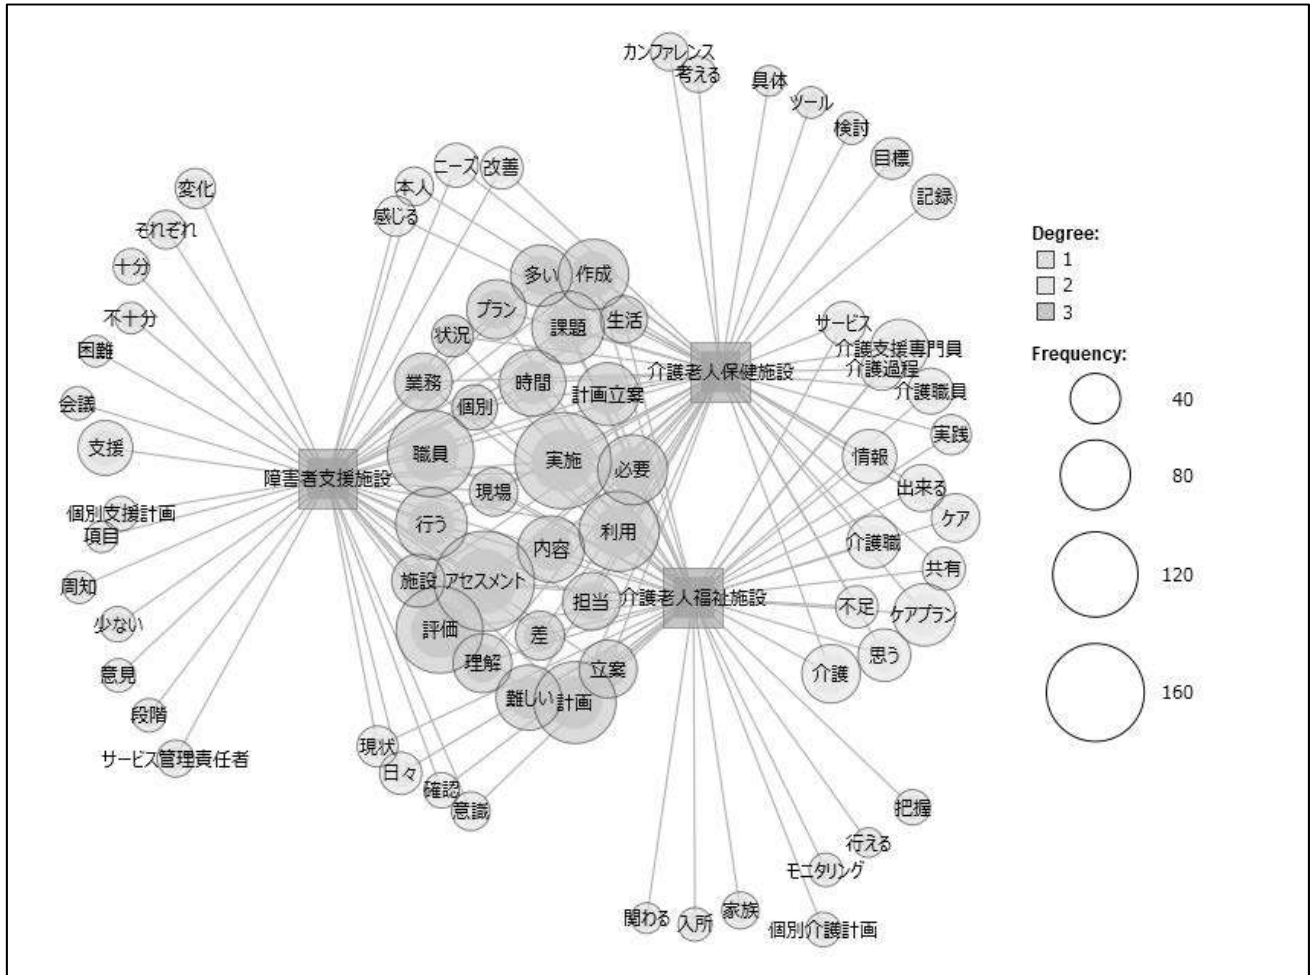 カンファレンス
考える
具体
ツール
検討
目標
記録
ニーズ
改善
本人
感じる
変化
それぞれ
十分
不十分
困難
会議
支援
障害者支援施設
個別支援計画
項目
周知
少ない
意見
段階
サービス管理責任者
多い
作成
プラン
課題
生活
状況
業務
時間
計画立案
個別
職員
実施
必要
現場
行う
内容
利用
施設
アセスメント
担当
評価
差
理解
立案
難しい
計画
現状
日々
確認
意識
介護老人保健施設
サービス
介護支援専門員
介護過程
介護職員
実践
情報
出来る
ケア
介護職
共有
介護老人福祉施設
不足
ケアプラン
思う
介護
把握
行える
モニタリング
関わる
入所
家族
個別介護計画
Degree:
1
2
3
Frequency:
40
80
120
160